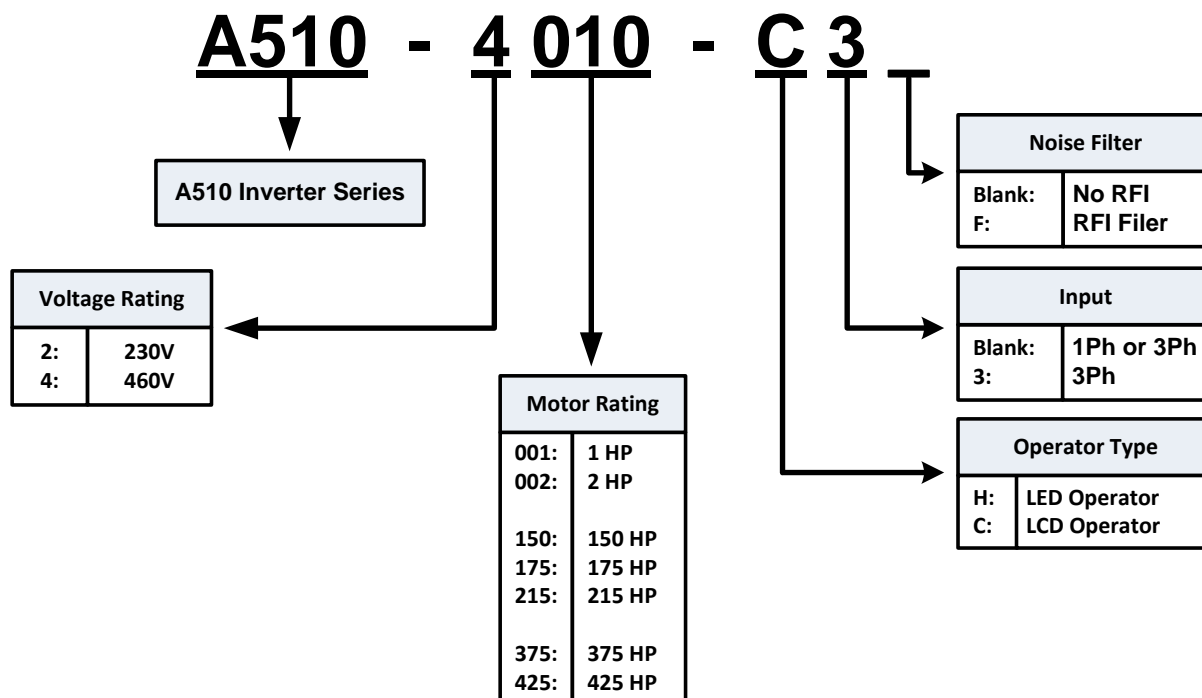 A510 - 4 010 - C 3 _
A510 Inverter Series
Noise Filter
Blank: No RFI
F: RFI Filer
Voltage Rating
2: 230V
4: 460V
Input
Blank: 1Ph or 3Ph
3: 3Ph
Motor Rating
001: 1 HP
002: 2 HP
150: 150 HP
175: 175 HP
215: 215 HP
375: 375 HP
425: 425 HP
Operator Type
H: LED Operator
C: LCD Operator